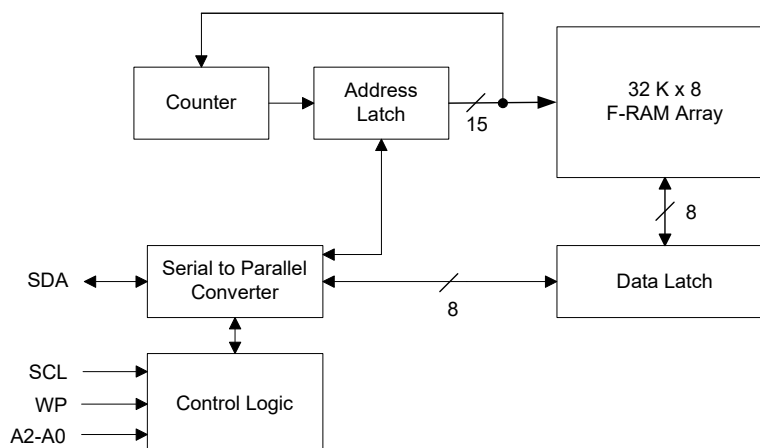 Counter
Address
Latch
15
32 K x 8
F-RAM Array
8
SDA
Serial to Parallel
Converter
8
Data Latch
SCL
WP
A2-A0
Control Logic